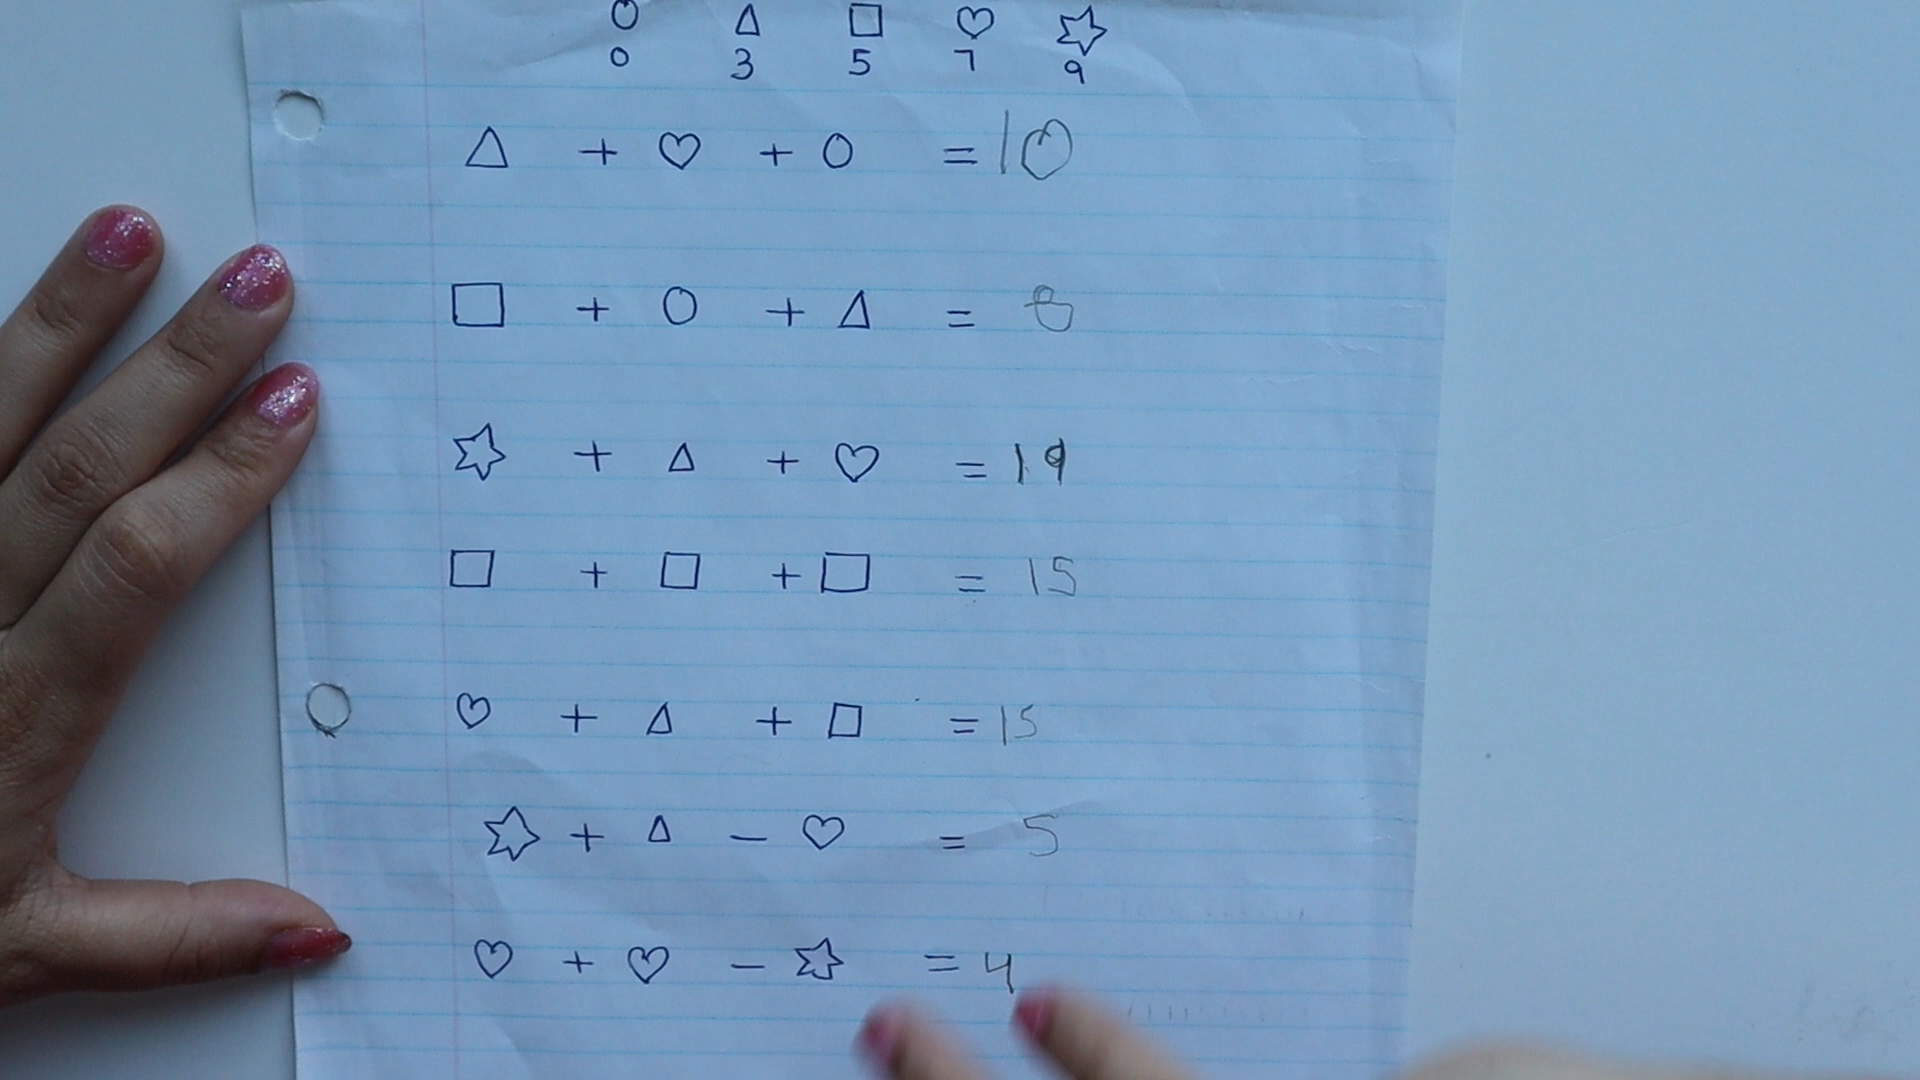 ○ △ □ ♡ ☆
0 3 5 7 9
△ + ♡ + ○ = 10
□ + ○ + △ = 8
☆ + △ + ♡ = 19
□ + □ + □ = 15
♡ + △ + □ = 15
☆ + △ - ♡ = 5
♡ + ♡ - ☆ = 4